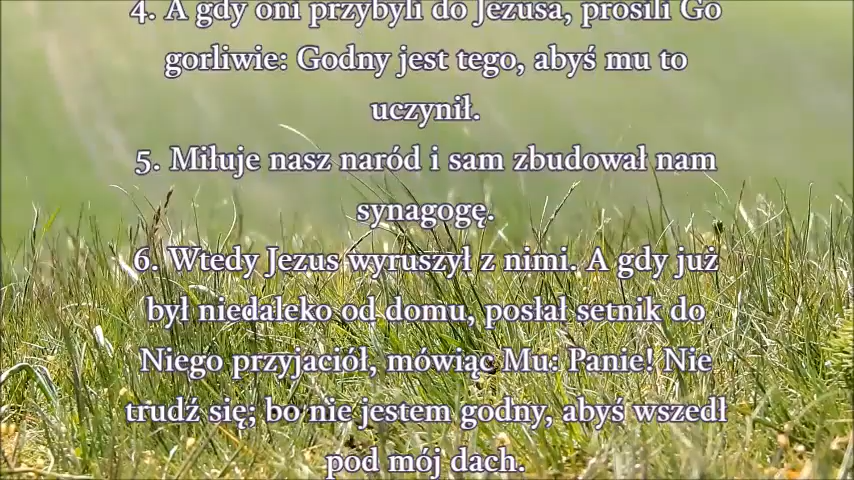 4. A gdy oni przybyli do Jezusa, prosili Go
gorliwie: Godny jest tego, abyś mu to
uczynił.
5. Miłuje nasz naród i sam zbudował nam
synagogę.
6. Wtedy Jezus wyruszył z nimi. A gdy już
był niedaleko od domu, posłał setnik do
Niego przyjaciół, mówiąc Mu: Panie! Nie
trudź się; bo nie jestem godny, abyś wszedł
pod mój dach.